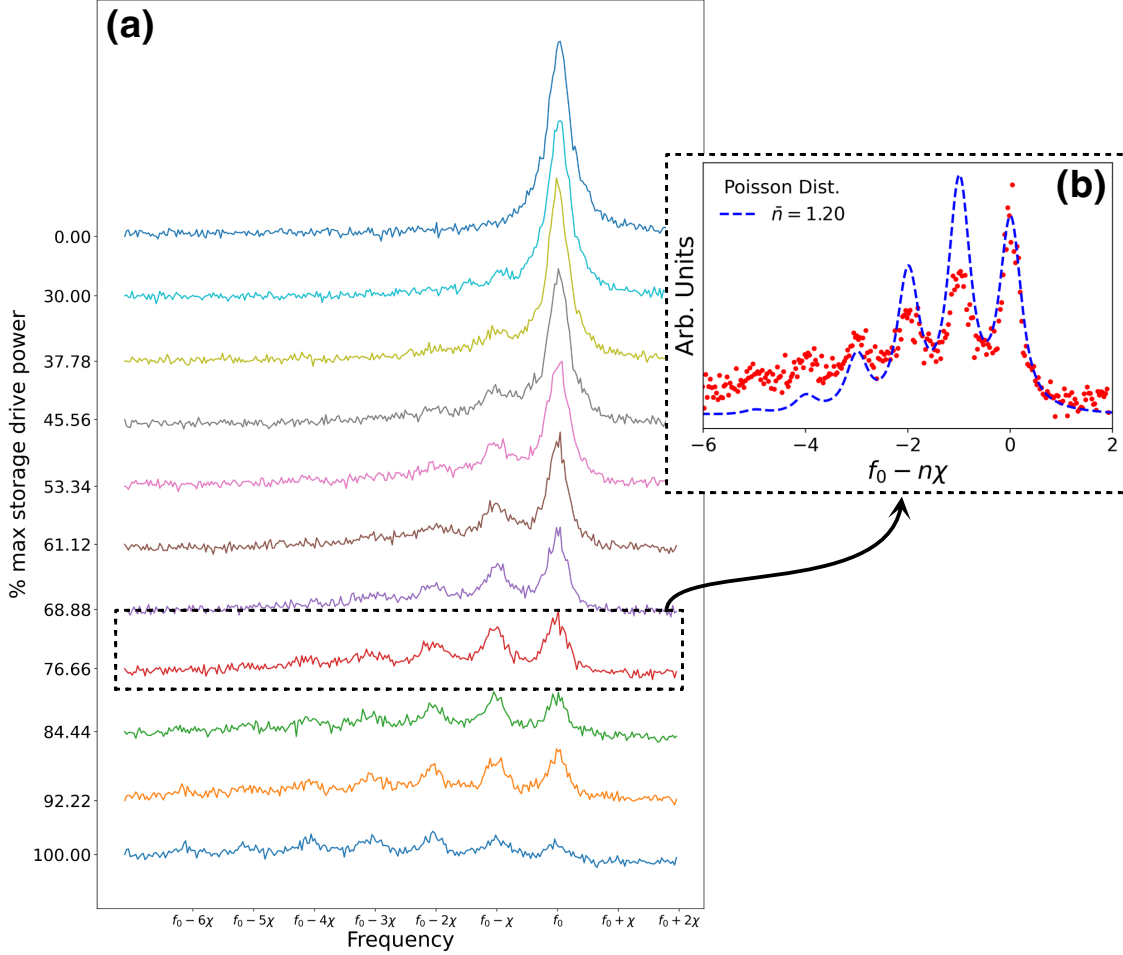 (a)
% max storage drive power
0.00
30.00
37.78
45.56
53.34
61.12
68.88
76.66
84.44
92.22
100.00
f₀ − 6χ f₀ − 5χ f₀ − 4χ f₀ − 3χ f₀ − 2χ f₀ − χ f₀ f₀ + χ f₀ + 2χ
Frequency
(b)
Poisson Dist.
n̄ = 1.20
Arb. Units
−6 −4 −2 0 2
f₀ − nχ